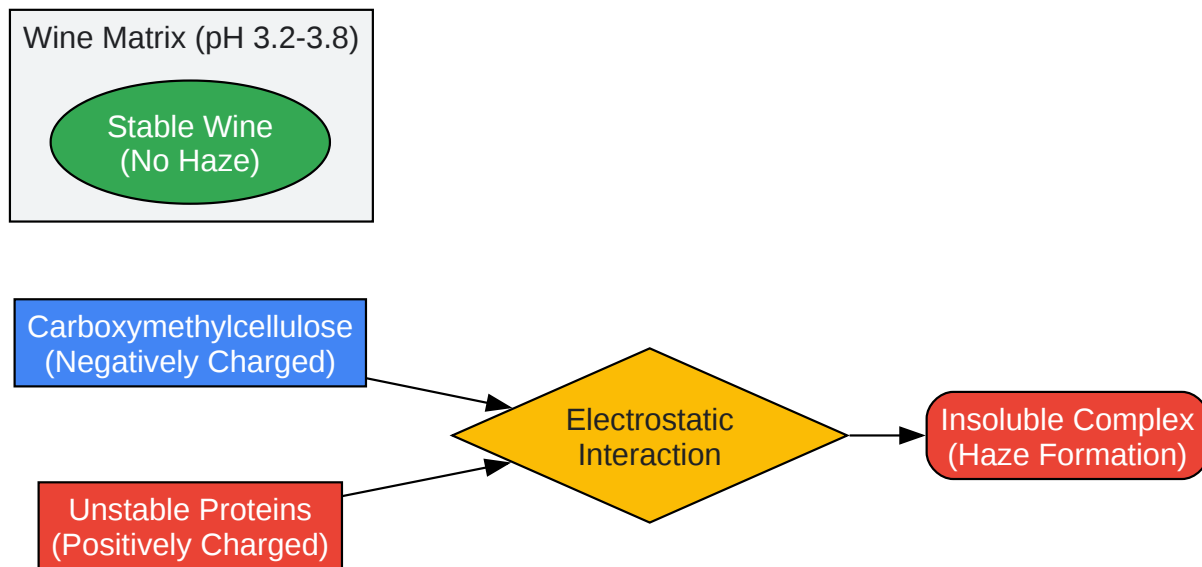 Wine Matrix (pH 3.2-3.8)
Stable Wine
(No Haze)
Carboxymethylcellulose
(Negatively Charged)
Unstable Proteins
(Positively Charged)
Electrostatic
Interaction
Insoluble Complex
(Haze Formation)